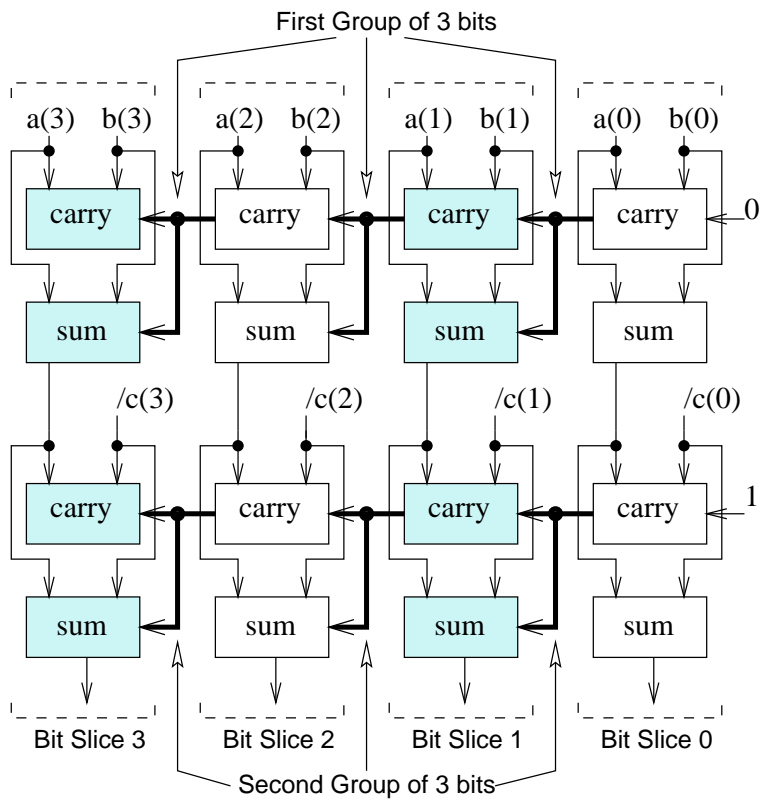 First Group of 3 bits
a(3) b(3) a(2) b(2) a(1) b(1) a(0) b(0)
carry carry carry carry 0
sum sum sum sum
/c(3) /c(2) /c(1) /c(0)
carry carry carry carry 1
sum sum sum sum
Bit Slice 3 Bit Slice 2 Bit Slice 1 Bit Slice 0
Second Group of 3 bits